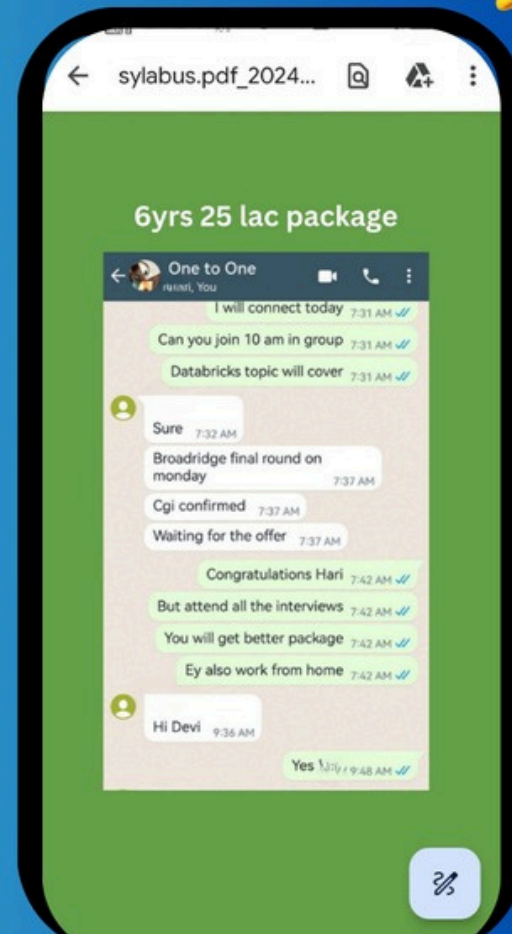 sylabus.pdf_2024...
6yrs 25 lac package
One to One
You
I will connect today 7:31 AM
Can you join 10 am in group 7:31 AM
Databricks topic will cover 7:31 AM
Sure 7:32 AM
Broadridge final round on
monday 7:37 AM
Cgi confirmed 7:37 AM
Waiting for the offer 7:37 AM
Congratulations Hari 7:42 AM
But attend all the interviews 7:42 AM
You will get better package 7:42 AM
Ey also work from home 7:42 AM
Hi Devi 9:36 AM
Yes 9:48 AM